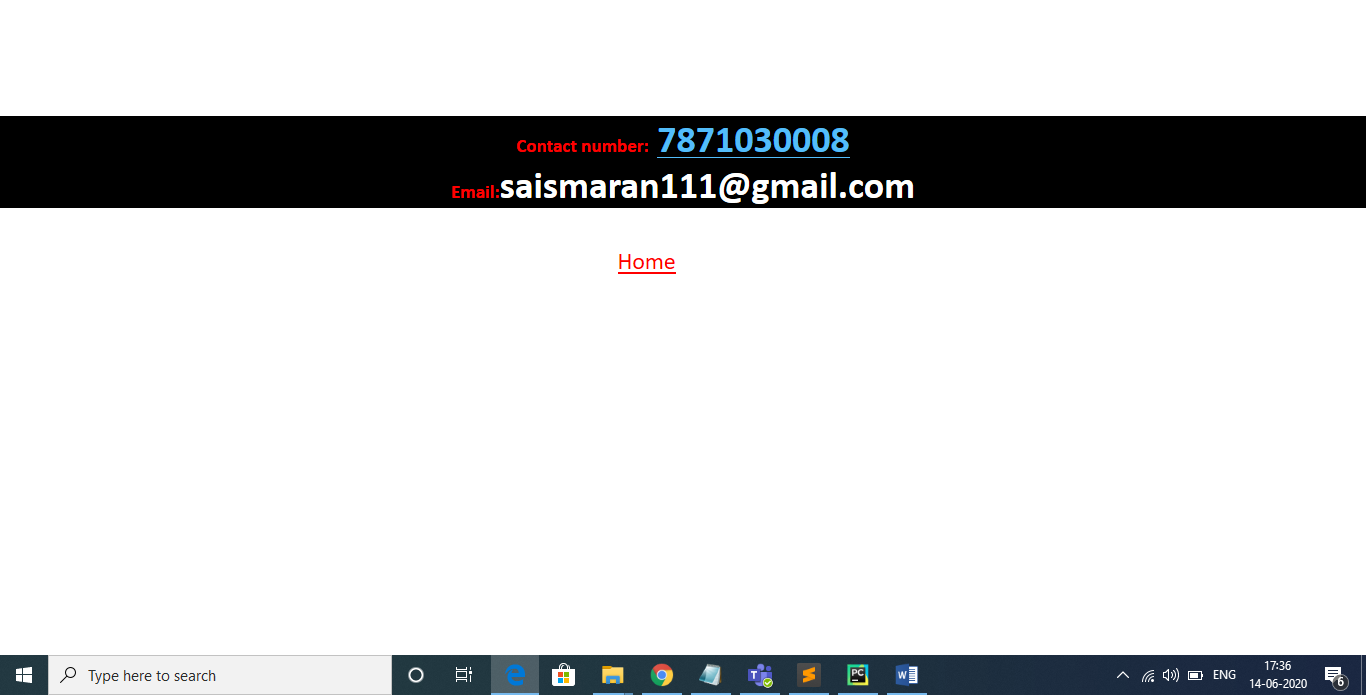 Contact number: 7871030008
Email:saismaran111@gmail.com
Home
Type here to search
ENG
17:36
14-06-2020
6